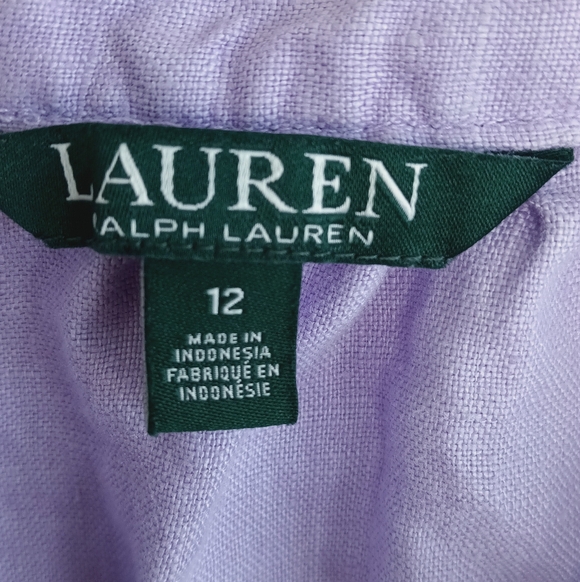 LAUREN
RALPH LAUREN
12
MADE IN
INDONESIA
FABRIQUÉ EN
INDONÉSIE